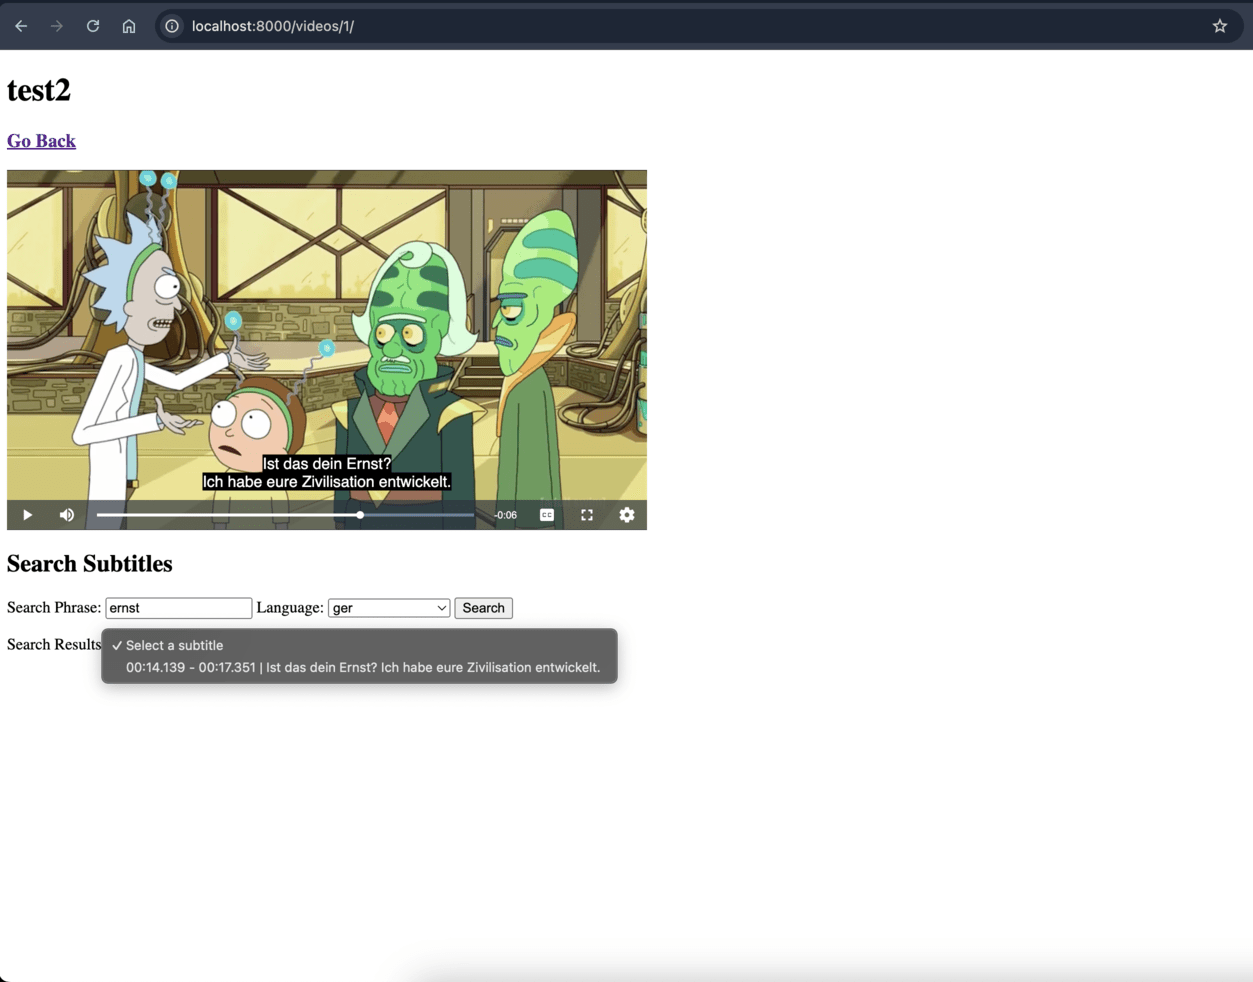 localhost:8000/videos/1/
test2
Go Back
Ist das dein Ernst?
Ich habe eure Zivilisation entwickelt.
-0:06
CC
Search Subtitles
Search Phrase: ernst Language: ger Search
Search Results
✓ Select a subtitle
00:14.139 - 00:17.351 | Ist das dein Ernst? Ich habe eure Zivilisation entwickelt.